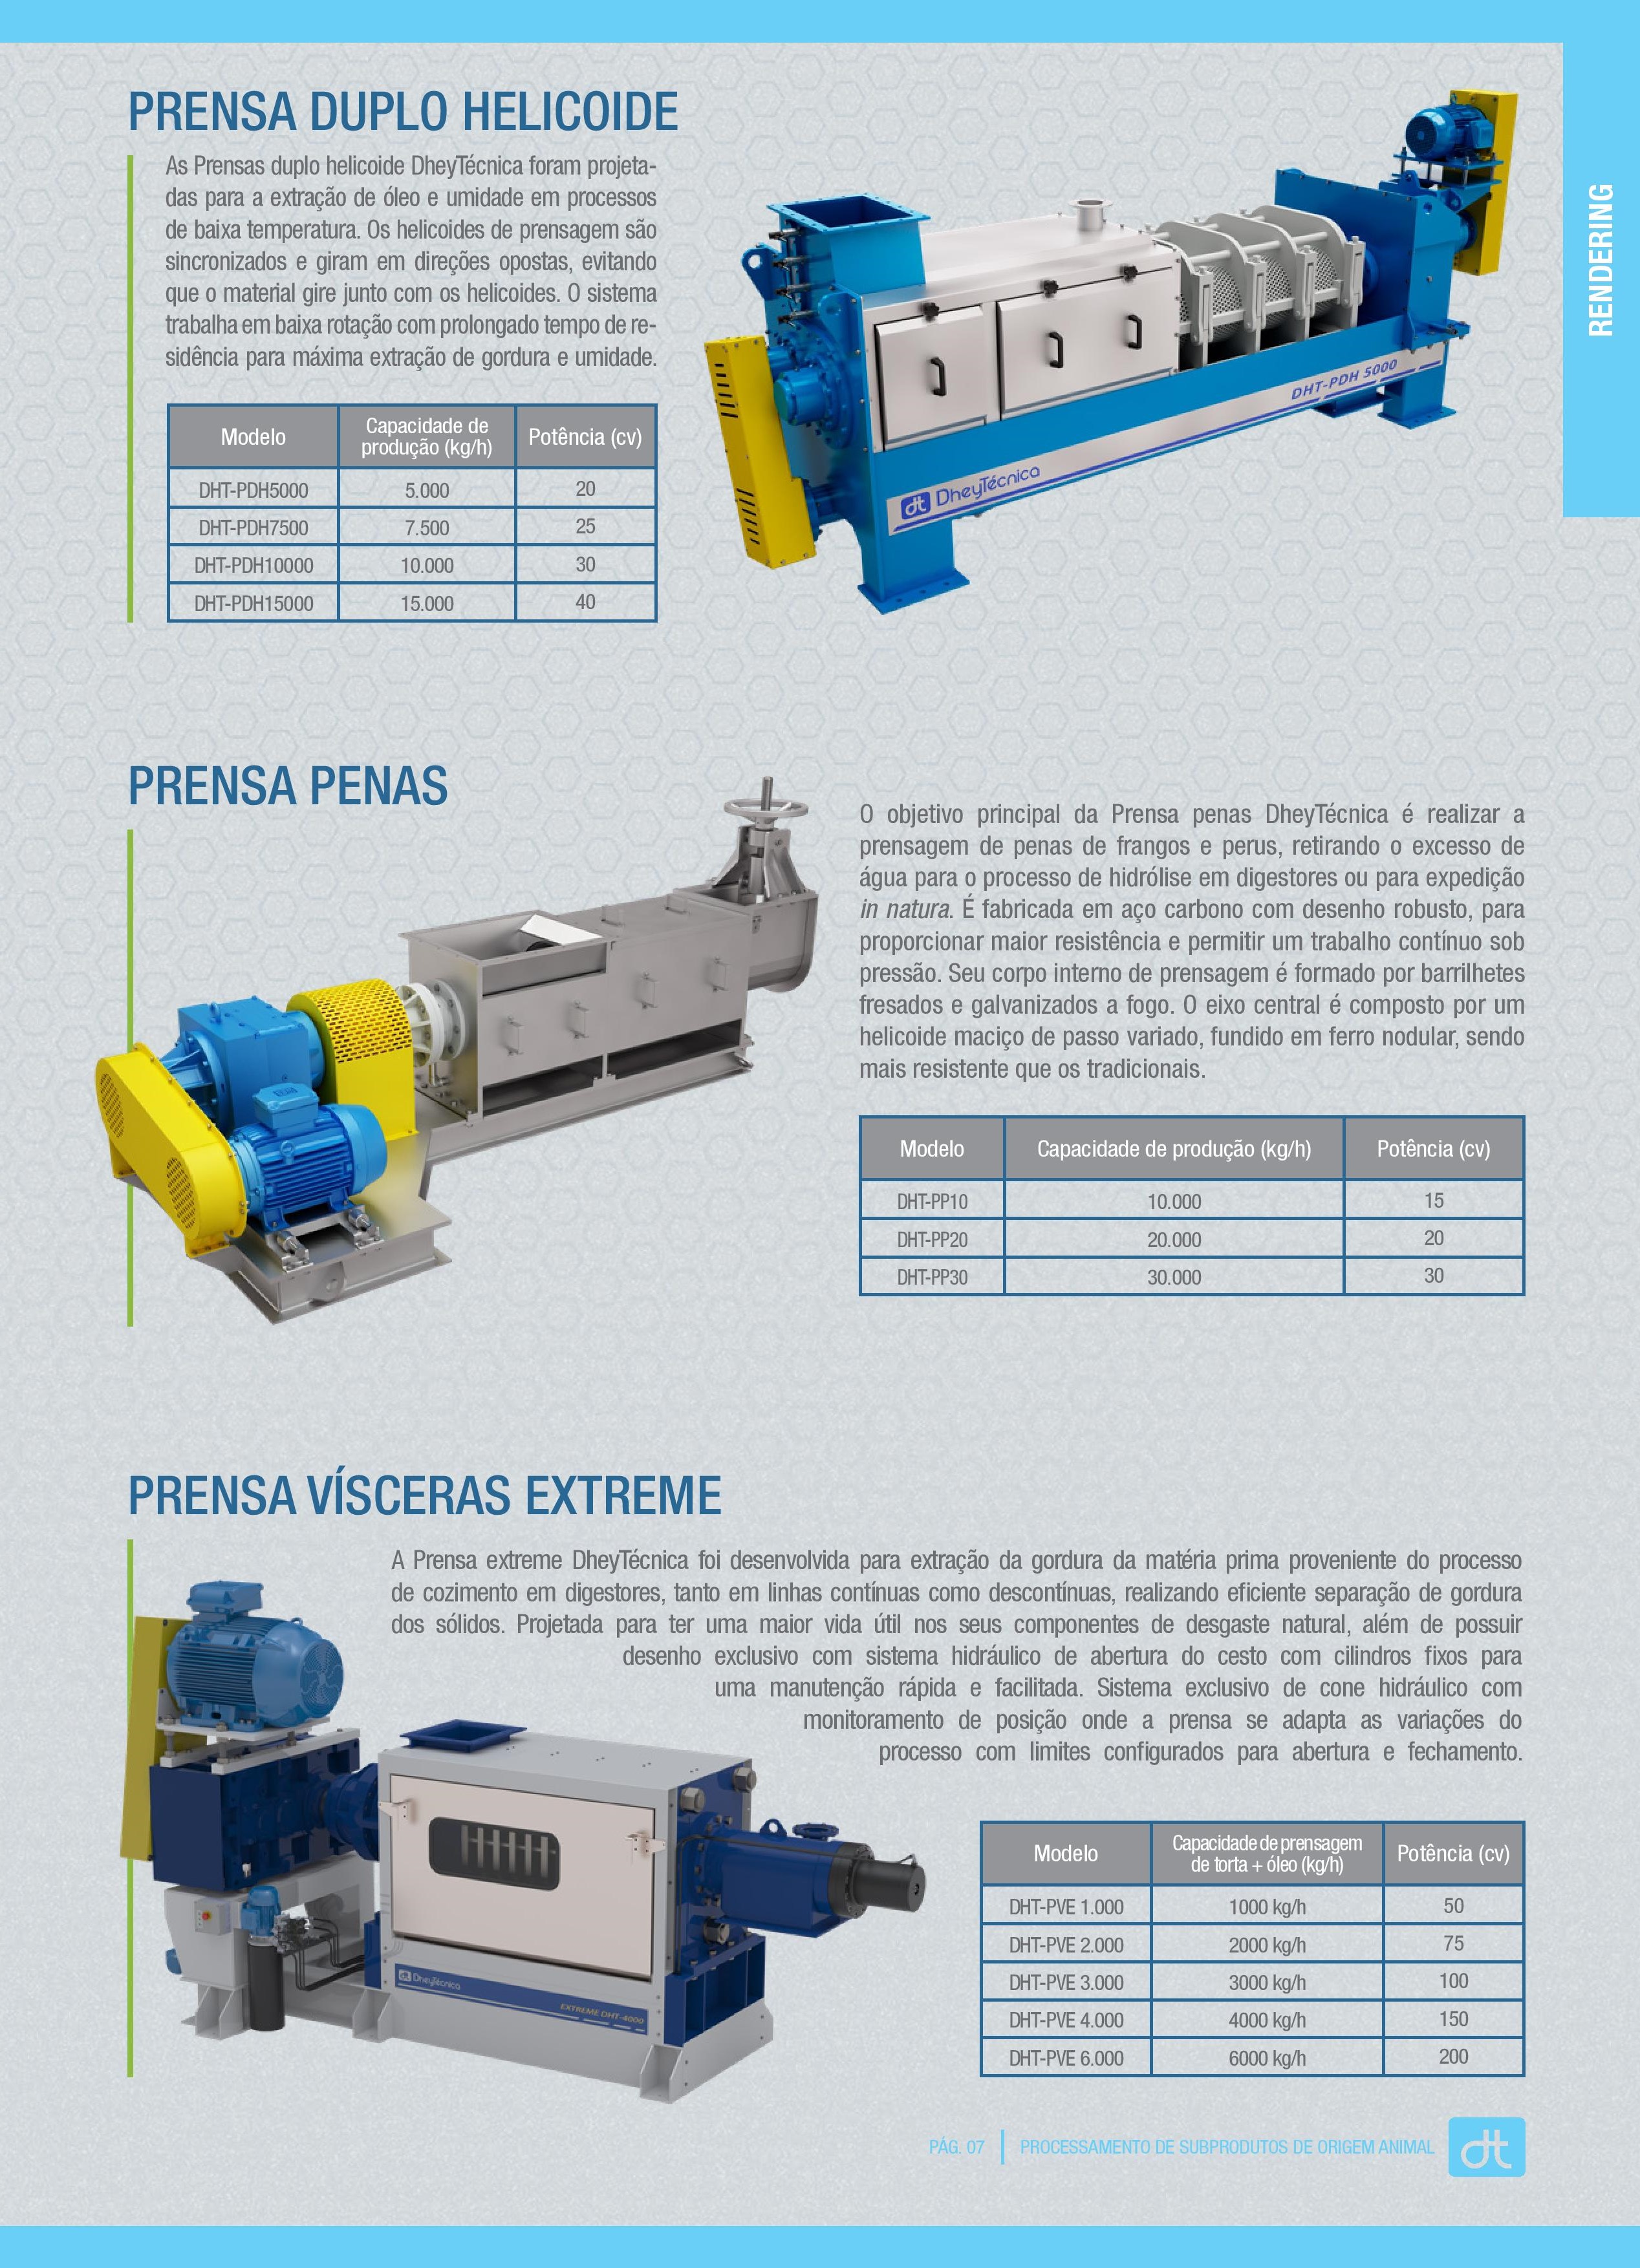 RENDERING
PRENSA DUPLO HELICOIDE
As Prensas duplo helicoide DheyTécnica foram projeta-
das para a extração de óleo e umidade em processos
de baixa temperatura. Os helicoides de prensagem são
sincronizados e giram em direções opostas, evitando
que o material gire junto com os helicoides. O sistema
trabalha em baixa rotação com prolongado tempo de re-
sidência para máxima extração de gordura e umidade.
Modelo Capacidade de produção (kg/h) Potência (cv)
DHT-PDH5000 5.000 20
DHT-PDH7500 7.500 25
DHT-PDH10000 10.000 30
DHT-PDH15000 15.000 40
DHT-PDH 5000
dt DheyTécnica
PRENSA PENAS
O objetivo principal da Prensa penas DheyTécnica é realizar a
prensagem de penas de frangos e perus, retirando o excesso de
água para o processo de hidrólise em digestores ou para expedição
in natura. É fabricada em aço carbono com desenho robusto, para
proporcionar maior resistência e permitir um trabalho contínuo sob
pressão. Seu corpo interno de prensagem é formado por barrilhetes
fresados e galvanizados a fogo. O eixo central é composto por um
helicoide maciço de passo variado, fundido em ferro nodular, sendo
mais resistente que os tradicionais.
Modelo Capacidade de produção (kg/h) Potência (cv)
DHT-PP10 10.000 15
DHT-PP20 20.000 20
DHT-PP30 30.000 30
PRENSA VÍSCERAS EXTREME
A Prensa extreme DheyTécnica foi desenvolvida para extração da gordura da matéria prima proveniente do processo
de cozimento em digestores, tanto em linhas contínuas como descontínuas, realizando eficiente separação de gordura
dos sólidos. Projetada para ter uma maior vida útil nos seus componentes de desgaste natural, além de possuir
desenho exclusivo com sistema hidráulico de abertura do cesto com cilindros fixos para
uma manutenção rápida e facilitada. Sistema exclusivo de cone hidráulico com
monitoramento de posição onde a prensa se adapta as variações do
processo com limites configurados para abertura e fechamento.
dt DheyTécnica
EXTREME DHT-4000
Modelo Capacidade de prensagem de torta + óleo (kg/h) Potência (cv)
DHT-PVE 1.000 1000 kg/h 50
DHT-PVE 2.000 2000 kg/h 75
DHT-PVE 3.000 3000 kg/h 100
DHT-PVE 4.000 4000 kg/h 150
DHT-PVE 6.000 6000 kg/h 200
PÁG. 07 PROCESSAMENTO DE SUBPRODUTOS DE ORIGEM ANIMAL dt